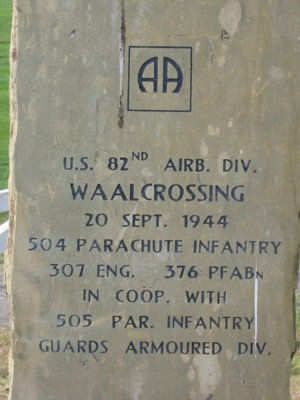 AA
U.S. 82ND AIRB. DIV.
WAALCROSSING
20 SEPT. 1944
504 PARACHUTE INFANTRY
307 ENG. 376 PFABN
IN COÖP. WITH
505 PAR. INFANTRY
GUARDS ARMOURED DIV.